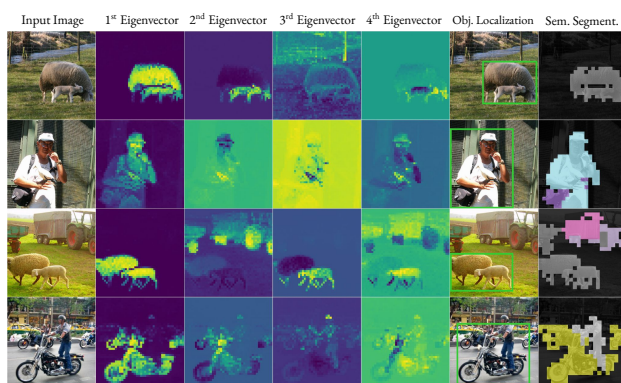 Input Image 1st Eigenvector 2nd Eigenvector 3rd Eigenvector 4th Eigenvector Obj. Localization Sem. Segment.